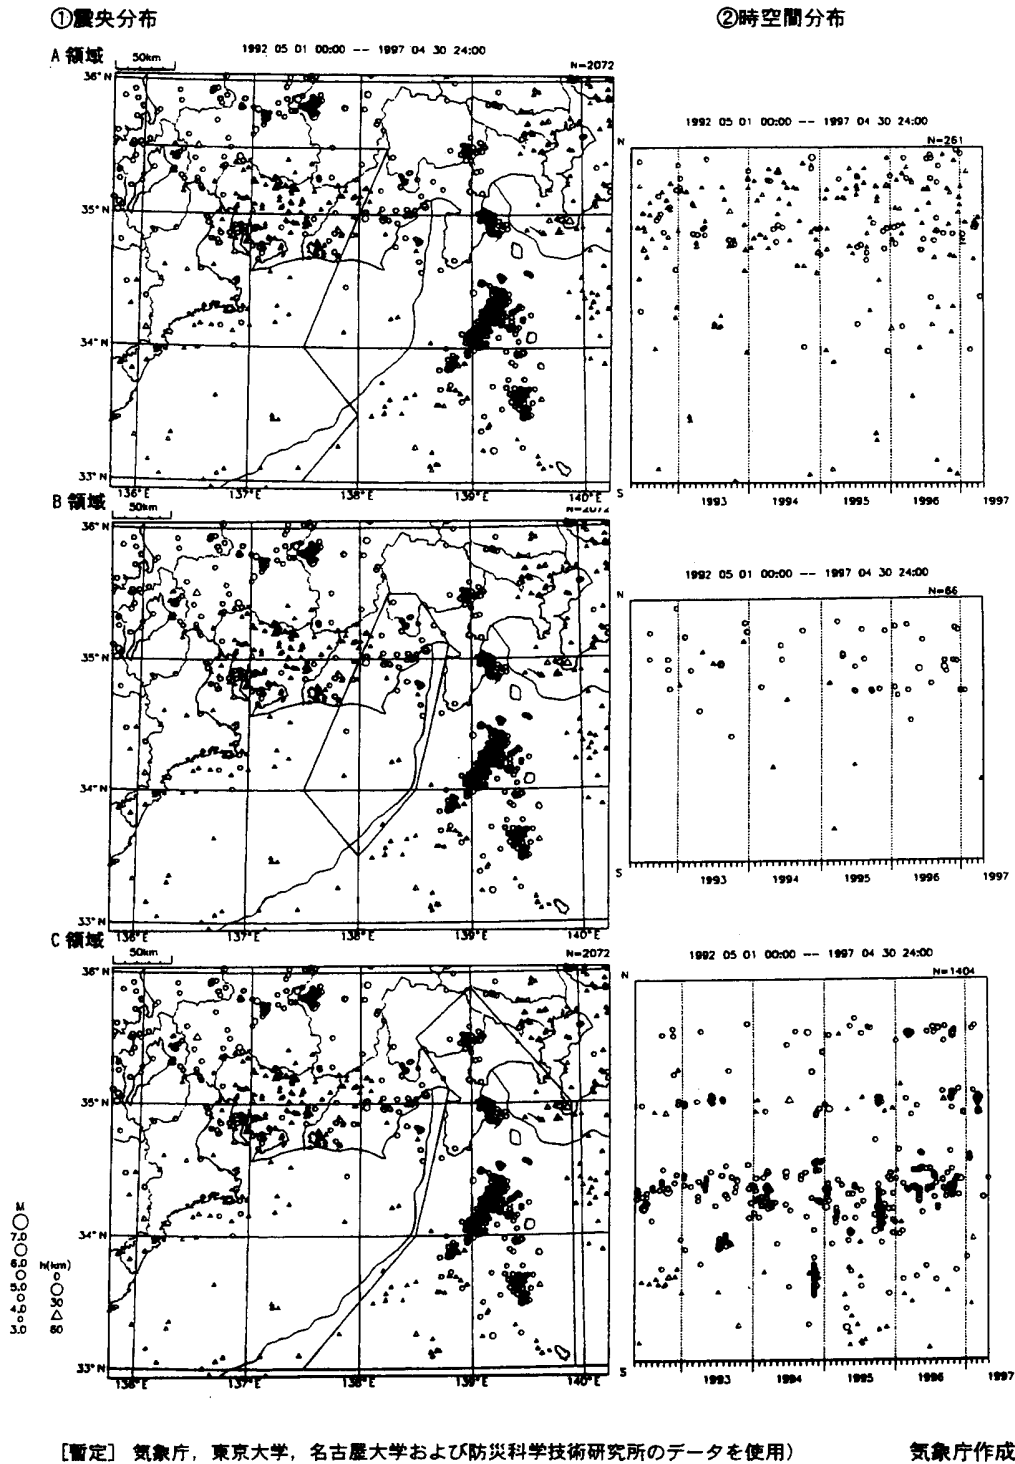 ①震央分布
②時空間分布
A 領域
1992 05 01 00:00 -- 1997 04 30 24:00
50km
N=2072
36°N
35°N
34°N
33°N
136°E
137°E
138°E
139°E
140°E
1992 05 01 00:00 -- 1997 04 30 24:00
N=261
N
S
1993
1994
1995
1996
1997
B 領域
50km
N=2072
36°N
35°N
34°N
33°N
136°E
137°E
138°E
139°E
140°E
1992 05 01 00:00 -- 1997 04 30 24:00
N=66
N
S
1993
1994
1995
1996
1997
C 領域
50km
N=2072
36°N
35°N
34°N
33°N
136°E
137°E
138°E
139°E
140°E
1992 05 01 00:00 -- 1997 04 30 24:00
N=1404
N
S
1993
1994
1995
1996
1997
M
7.0
6.0
5.0
4.0
3.0
h(km)
0
30
60
[暫定] 気象庁, 東京大学, 名古屋大学および防災科学技術研究所のデータを使用)
気象庁作成